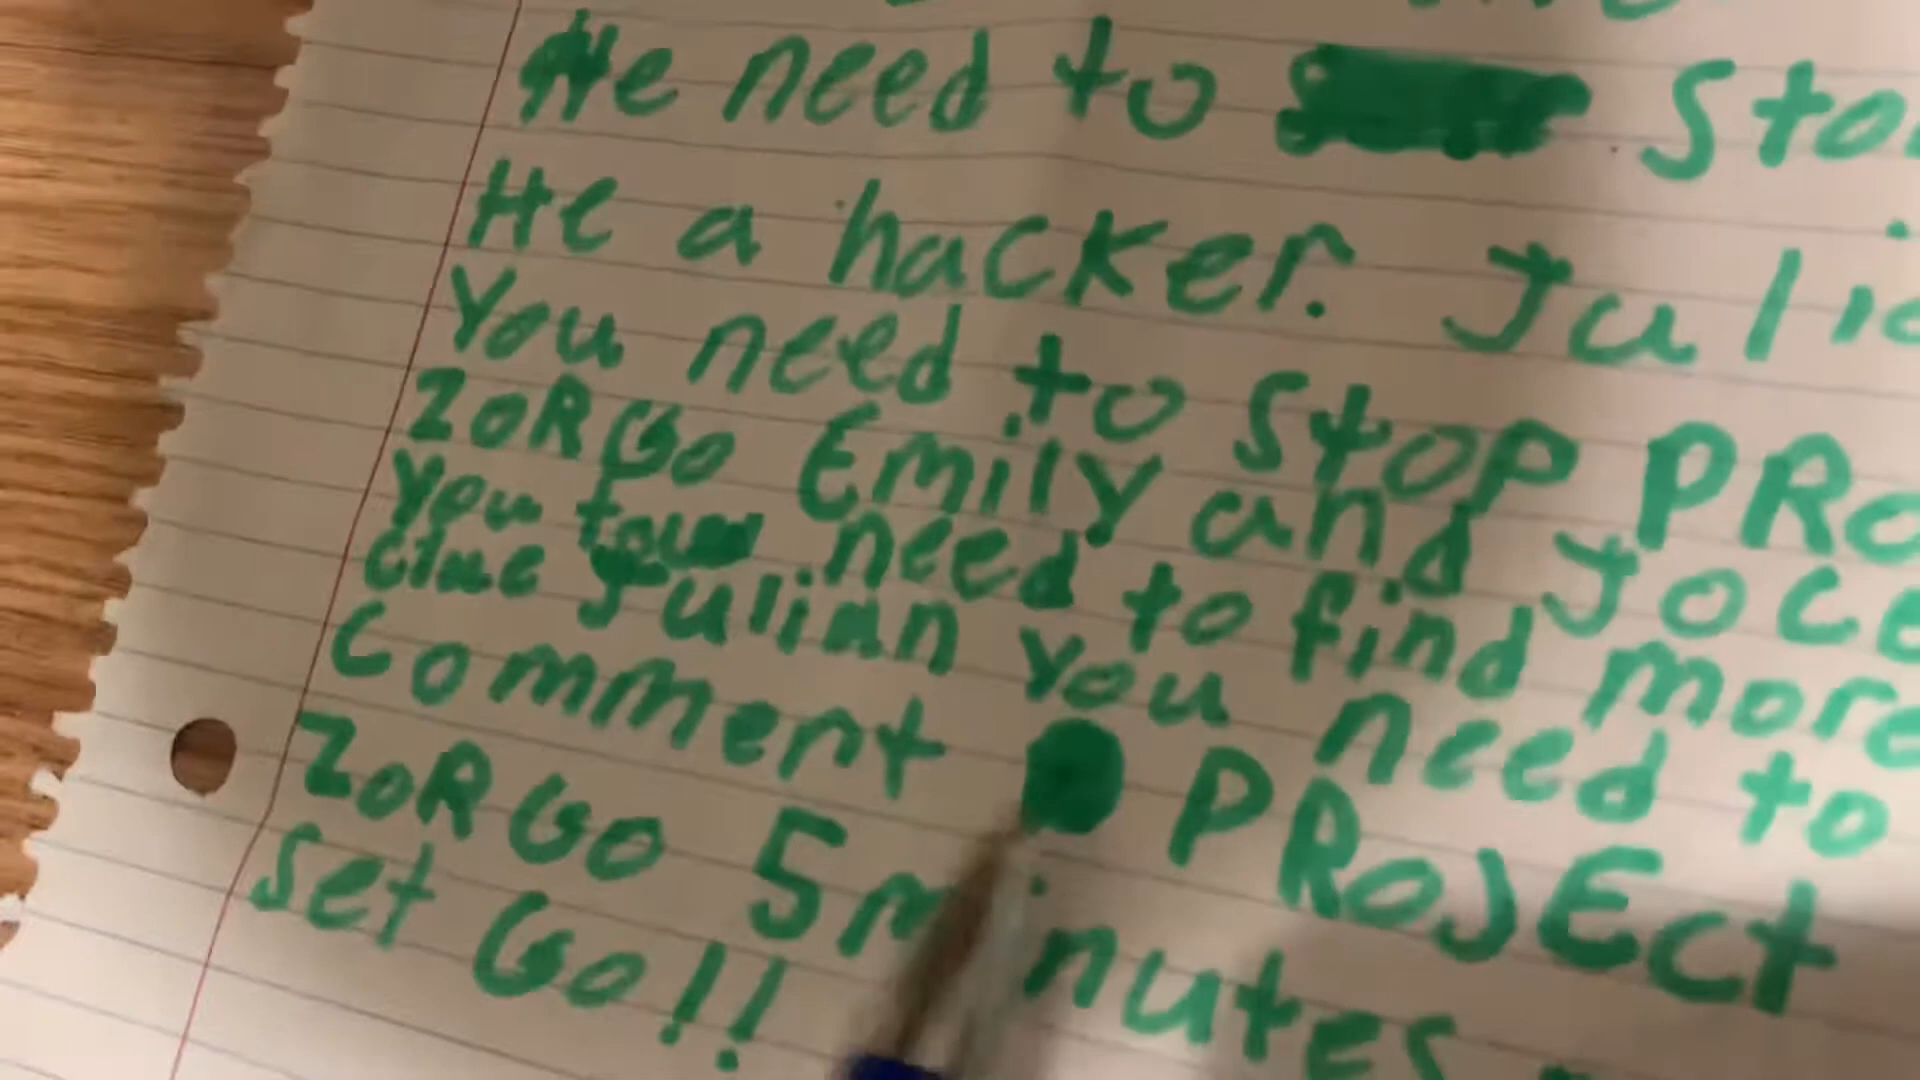 He need to Sto
He a hacker. Julia
You need to stop PRo
ZoRGo Emily and Joce
You need to find more
clue Julian You need to
Comment PRoJEct
ZoRGo 5 minutes
set Go!!